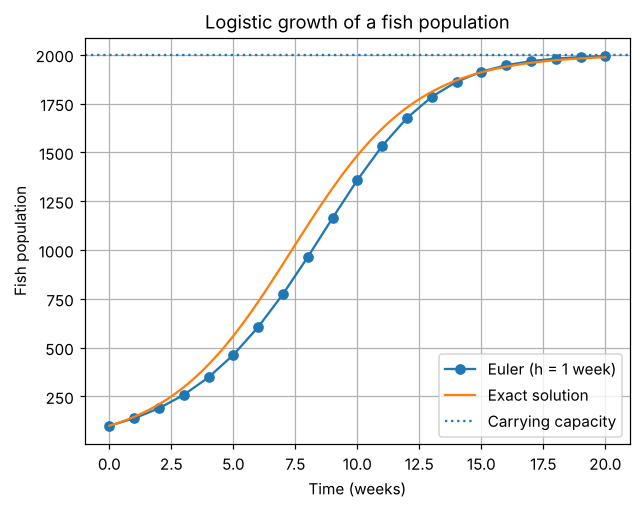 Logistic growth of a fish population
Fish population
2000
1750
1500
1250
1000
750
500
250
0.0 2.5 5.0 7.5 10.0 12.5 15.0 17.5 20.0
Time (weeks)
Euler (h = 1 week)
Exact solution
Carrying capacity